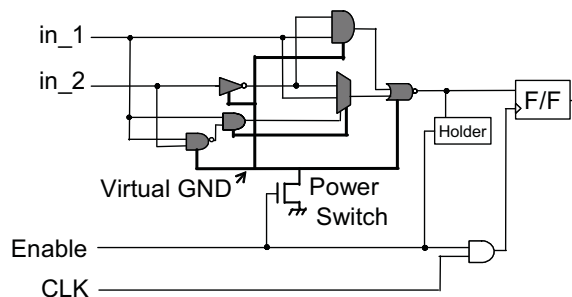 in_1
in_2
F/F
Holder
Virtual GND
Power
Switch
Enable
CLK